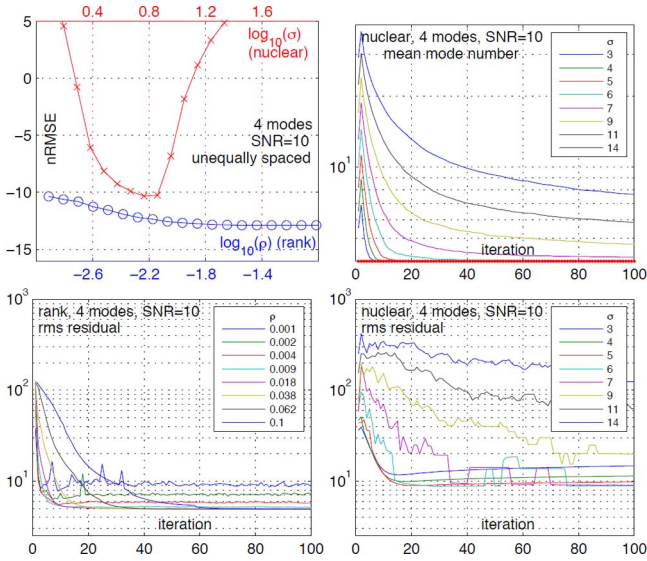 0.4 0.8 1.2 1.6
log10(σ)
(nuclear)
5
0
−5
−10
−15
nRMSE
4 modes
SNR=10
unequally spaced
log10(ρ) (rank)
−2.6 −2.2 −1.8 −1.4
nuclear, 4 modes, SNR=10
mean mode number
σ
3
4
5
6
7
9
11
14
10^1
iteration
0 20 40 60 80 100
10^3
10^2
10^1
rank, 4 modes, SNR=10
rms residual
ρ
0.001
0.002
0.004
0.009
0.018
0.038
0.062
0.1
iteration
0 20 40 60 80 100
10^3
10^2
10^1
nuclear, 4 modes, SNR=10
rms residual
σ
3
4
5
6
7
9
11
14
iteration
0 20 40 60 80 100